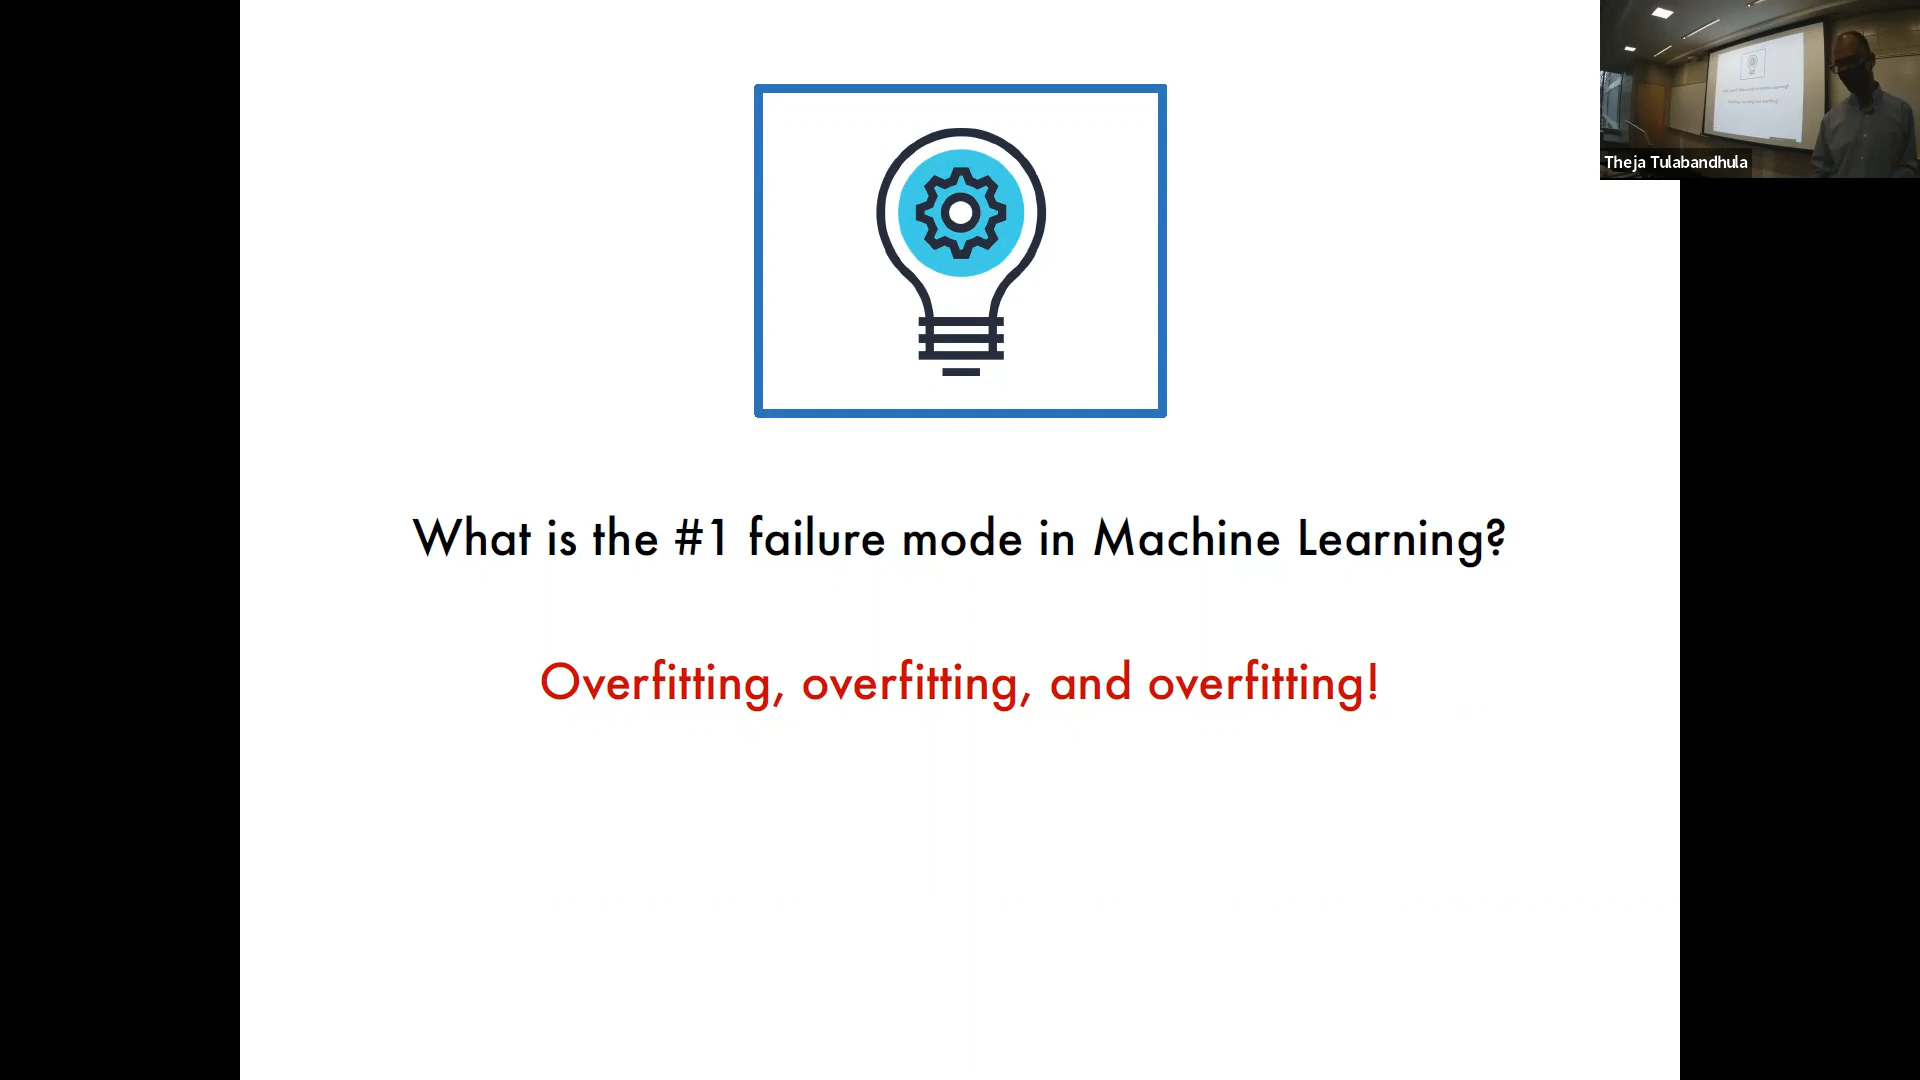 What is the #1 failure mode in Machine Learning?
Overfitting, overfitting, and overfitting!
Theja Tulabandhula